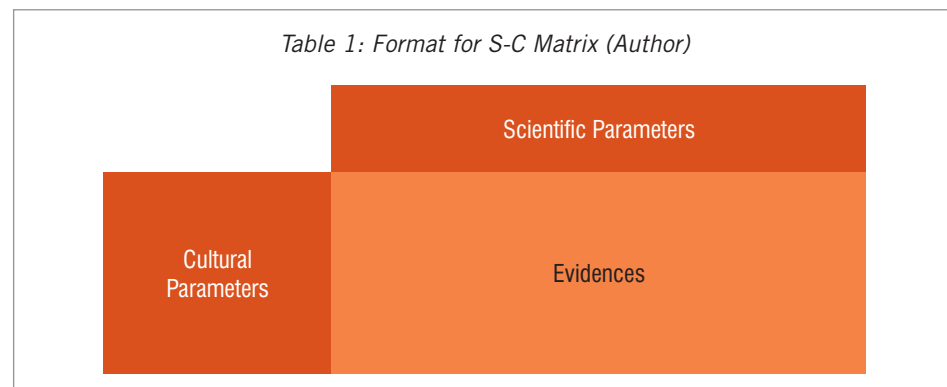 Table 1: Format for S-C Matrix (Author)
Scientific Parameters
Cultural
Parameters
Evidences